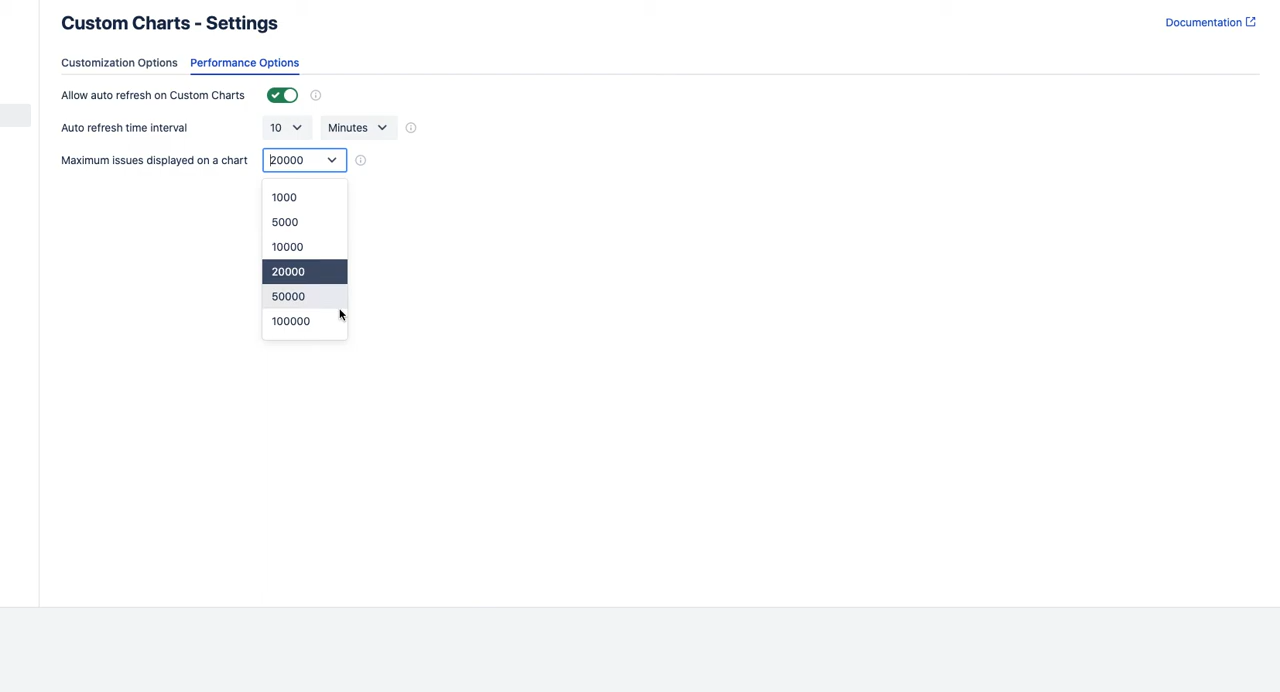 Custom Charts - Settings
Documentation
Customization Options Performance Options
Allow auto refresh on Custom Charts
Auto refresh time interval 10 Minutes
Maximum issues displayed on a chart 20000
1000
5000
10000
20000
50000
100000